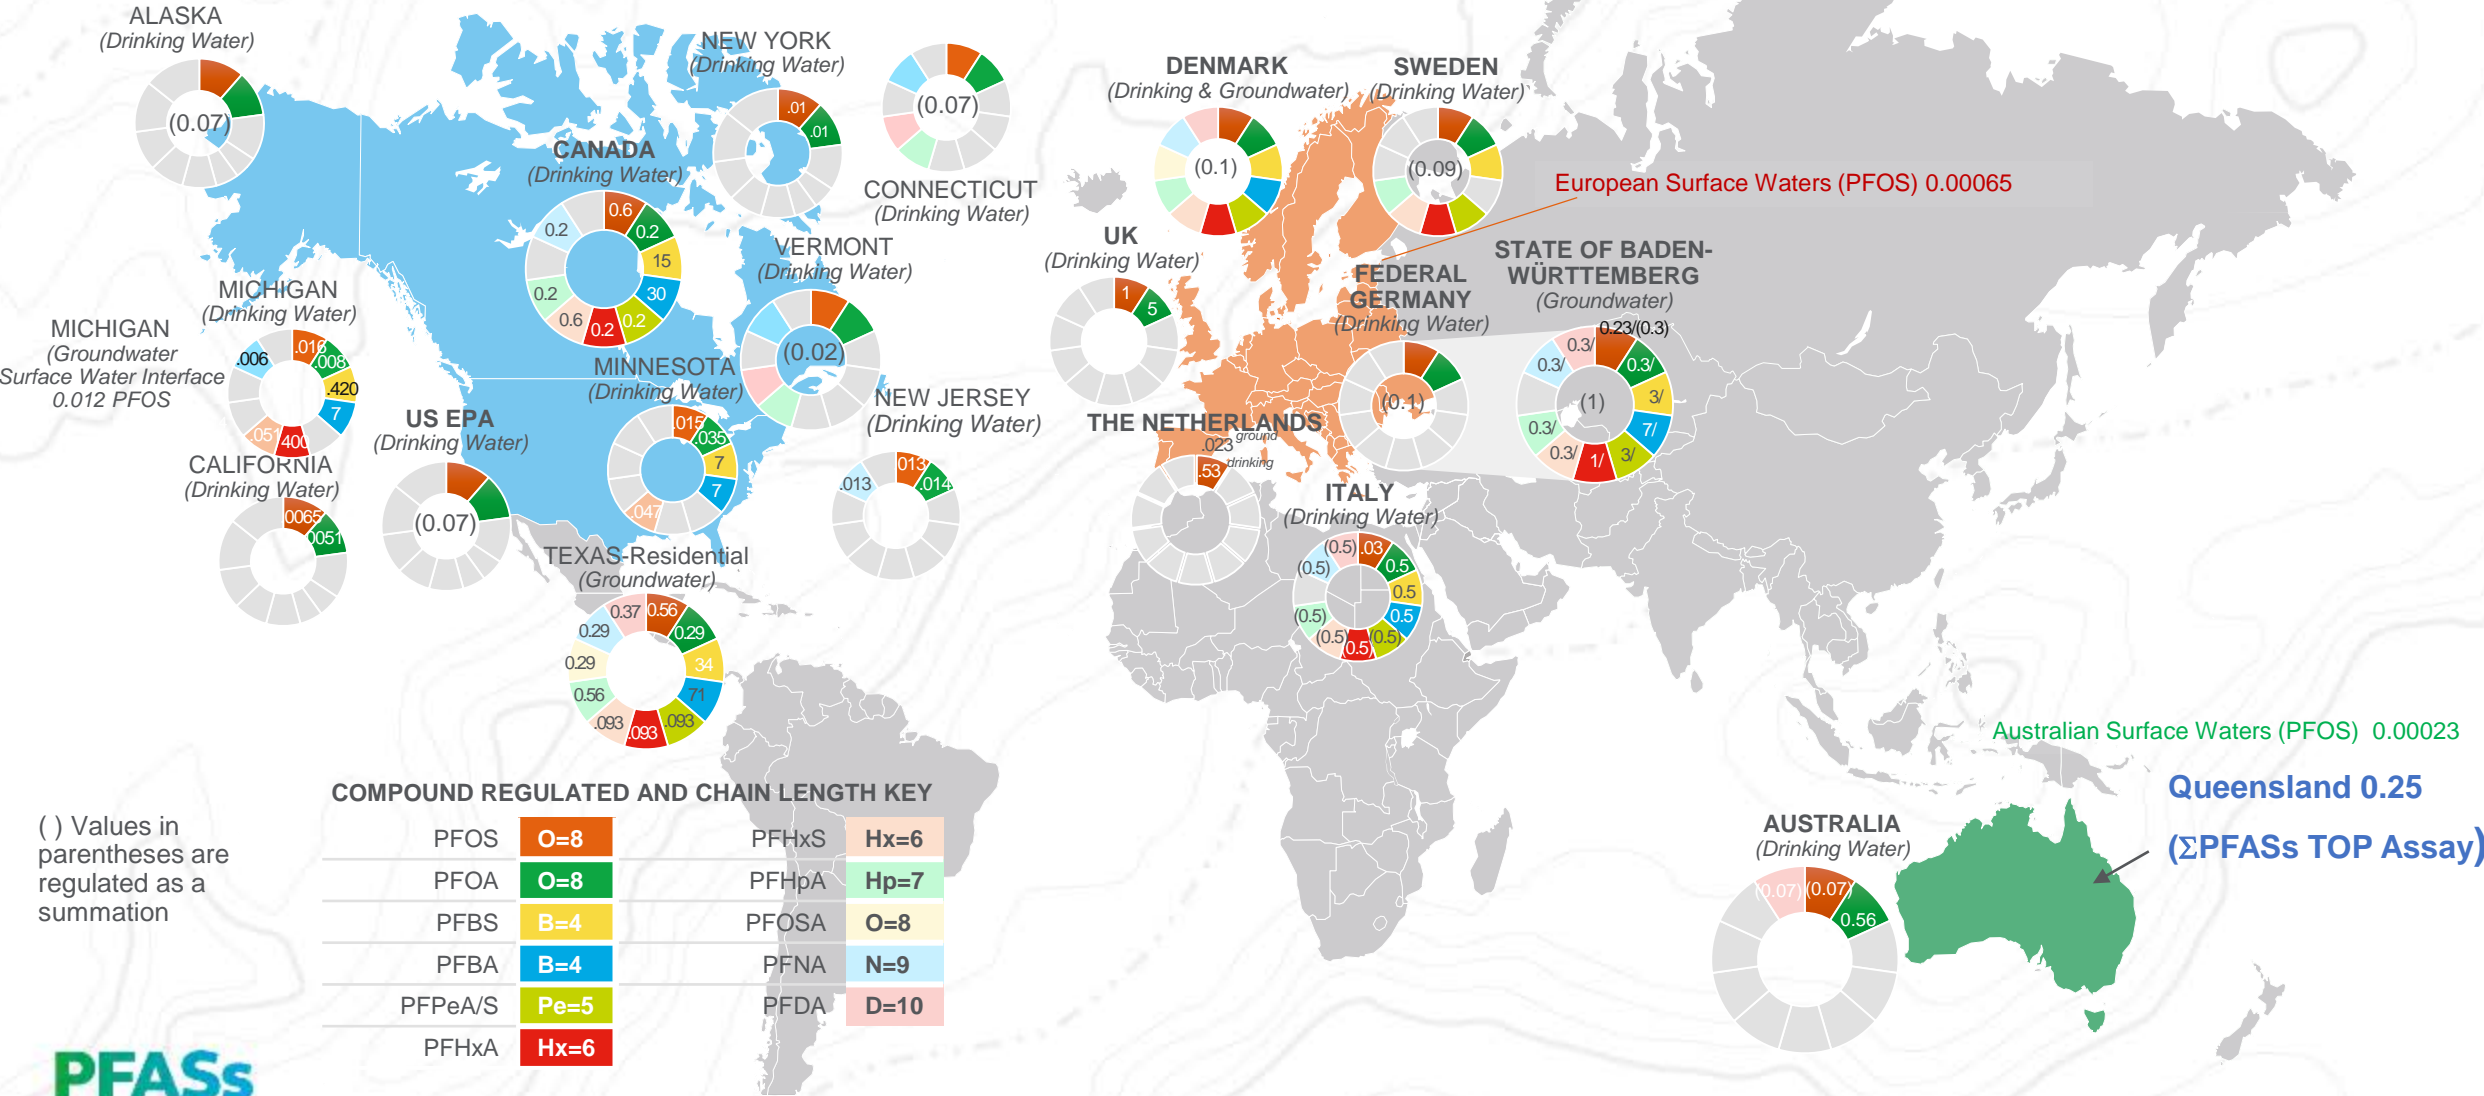 ALASKA
(Drinking Water)
(0.07)
NEW YORK
(Drinking Water)
.01
.01
(0.07)
CONNECTICUT
(Drinking Water)
CANADA
(Drinking Water)
0.6
0.2
15
30
0.2
0.2
0.6
0.2
0.2
VERMONT
(Drinking Water)
(0.02)
MICHIGAN
(Drinking Water)
.016
.008
.420
7
400
.051
.006
MICHIGAN
(Groundwater
Surface Water Interface
0.012 PFOS
MINNESOTA
(Drinking Water)
.015
.035
7
7
.047
NEW JERSEY
(Drinking Water)
013
.014
.013
US EPA
(Drinking Water)
(0.07)
CALIFORNIA
(Drinking Water)
0065
0051
TEXAS-Residential
(Groundwater)
0.56
0.29
34
71
.093
.093
.093
0.56
0.29
0.29
0.37
DENMARK
(Drinking & Groundwater)
(0.1)
SWEDEN
(Drinking Water)
(0.09)
European Surface Waters (PFOS) 0.00065
UK
(Drinking Water)
1
5
FEDERAL
GERMANY
(Drinking Water)
(0.1)
STATE OF BADEN-
WÜRTTEMBERG
(Groundwater)
0.23/(0.3)
0.3/
3/
7/
3/
1/
0.3/
0.3/
0.3/
0.3/
(1)
THE NETHERLANDS
.023 ground
drinking
.53
ITALY
(Drinking Water)
.03
0.5
0.5
0.5
(0.5)
(0.5)
(0.5)
(0.5)
(0.5)
(0.5)
Australian Surface Waters (PFOS) 0.00023
Queensland 0.25
(ΣPFASs TOP Assay)
AUSTRALIA
(Drinking Water)
(0.07)
(0.07)
0.56
COMPOUND REGULATED AND CHAIN LENGTH KEY
PFOS O=8 PFHxS Hx=6
PFOA O=8 PFHpA Hp=7
PFBS B=4 PFOSA O=8
PFBA B=4 PFNA N=9
PFPeA/S Pe=5 PFDA D=10
PFHxA Hx=6
( ) Values in
parentheses are
regulated as a
summation
PFASs